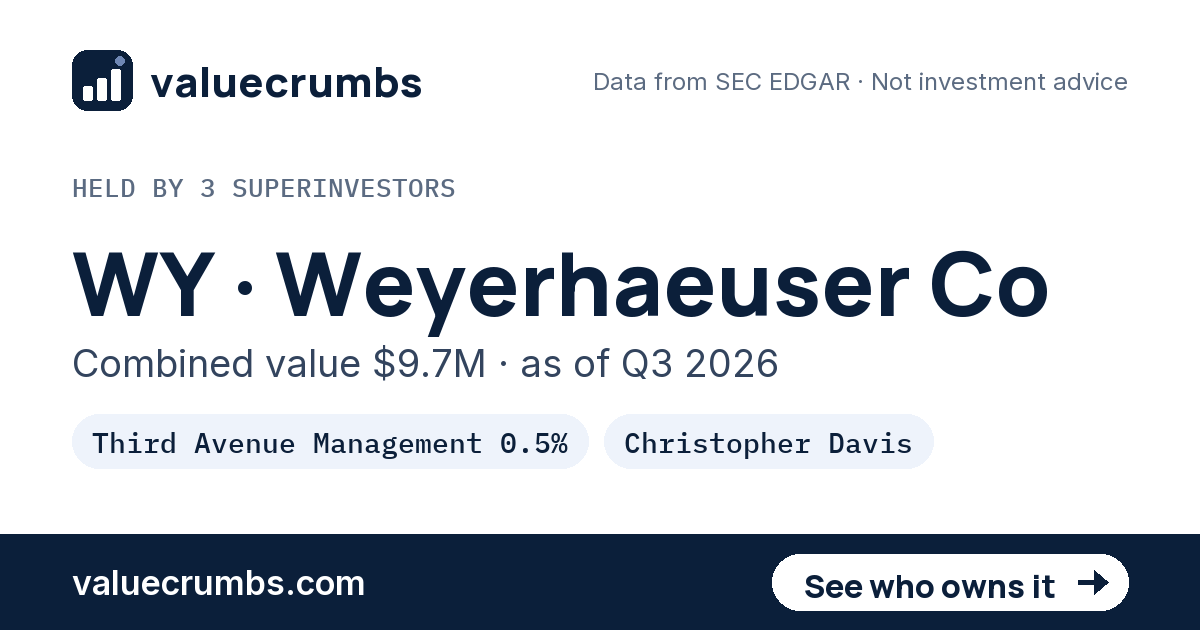 valuecrumbs
Data from SEC EDGAR · Not investment advice
HELD BY 3 SUPERINVESTORS
WY · Weyerhaeuser Co
Combined value $9.7M · as of Q3 2026
Third Avenue Management 0.5%
Christopher Davis
valuecrumbs.com
See who owns it